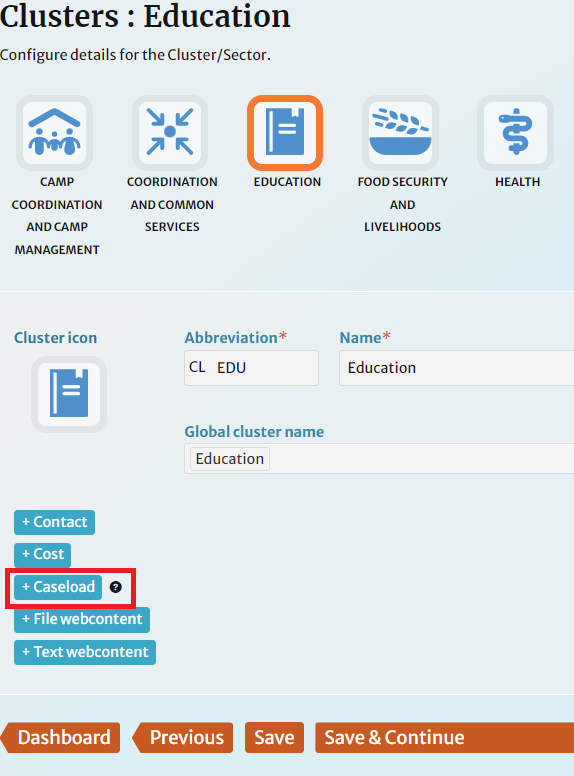 Clusters : Education
Configure details for the Cluster/Sector.
CAMP
COORDINATION
AND CAMP
MANAGEMENT
COORDINATION
AND COMMON
SERVICES
EDUCATION
FOOD SECURITY
AND
LIVELIHOODS
HEALTH
Cluster icon
Abbreviation*
Name*
CL EDU
Education
Global cluster name
Education
+ Contact
+ Cost
+ Caseload ?
+ File webcontent
+ Text webcontent
Dashboard
Previous
Save
Save & Continue